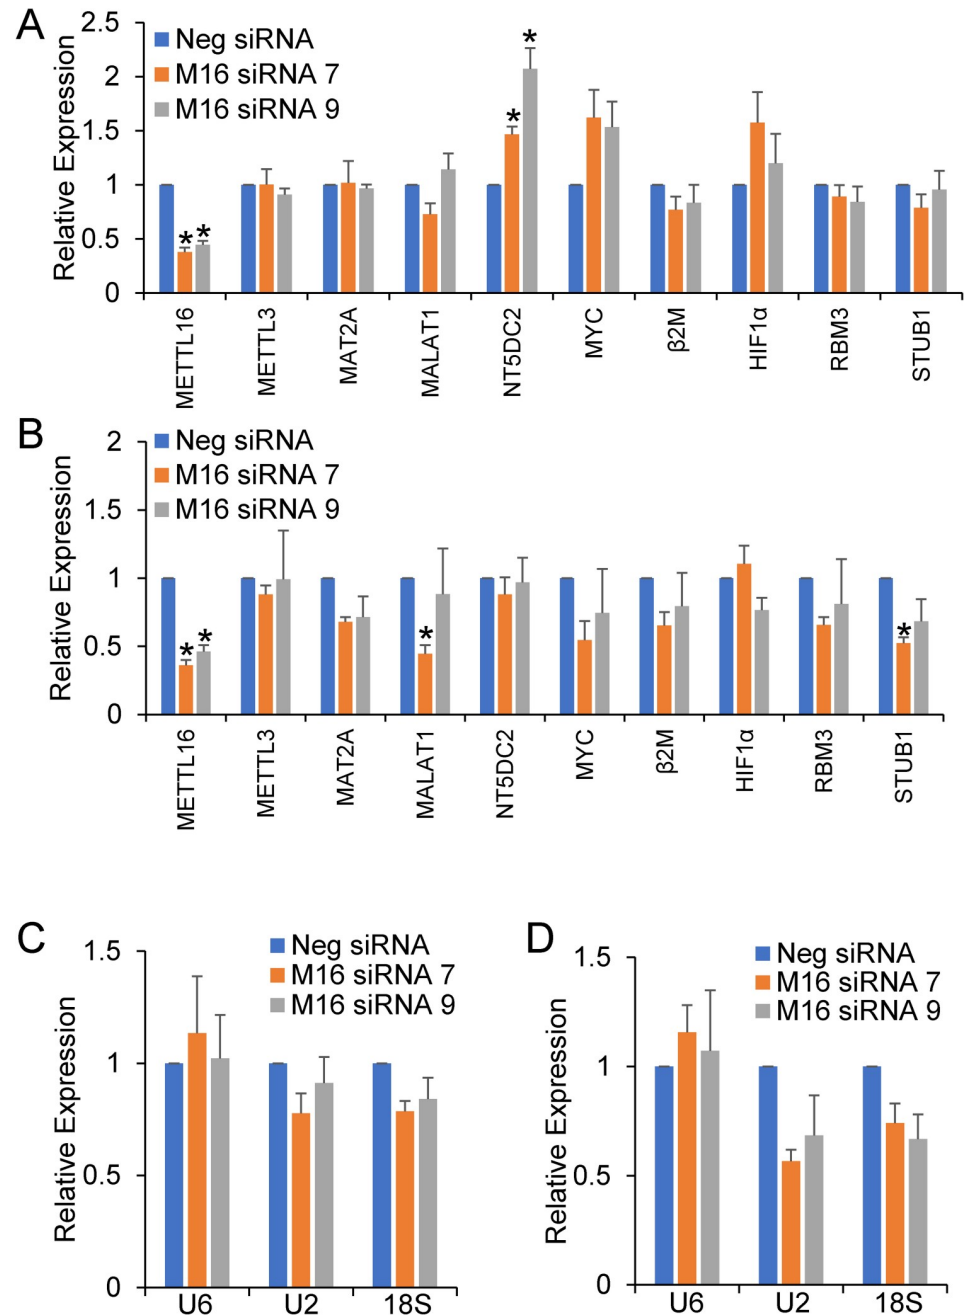 A
Relative Expression
2.5
2
1.5
1
0.5
0
Neg siRNA
M16 siRNA 7
M16 siRNA 9
* * * *
METTL16
METTL3
MAT2A
MALAT1
NT5DC2
MYC
β2M
HIF1α
RBM3
STUB1
B
Relative Expression
2
1.5
1
0.5
0
Neg siRNA
M16 siRNA 7
M16 siRNA 9
* * * *
METTL16
METTL3
MAT2A
MALAT1
NT5DC2
MYC
β2M
HIF1α
RBM3
STUB1
C
Relative Expression
1.5
1
0.5
0
Neg siRNA
M16 siRNA 7
M16 siRNA 9
U6 U2 18S
D
Relative Expression
1.5
1
0.5
0
Neg siRNA
M16 siRNA 7
M16 siRNA 9
U6 U2 18S